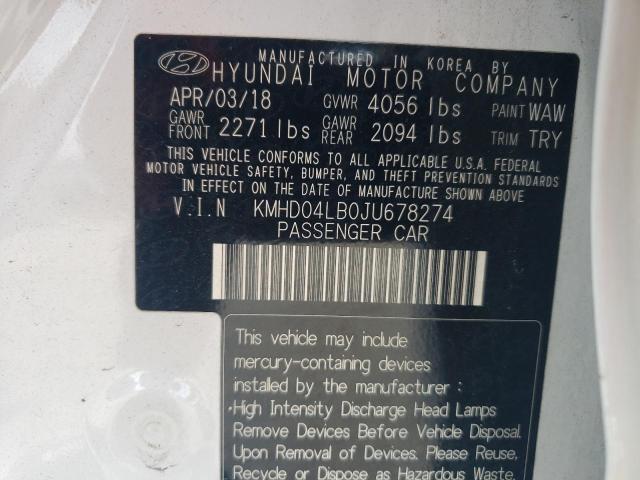 MANUFACTURED IN KOREA BY
HYUNDAI MOTOR COMPANY
APR/03/18 GVWR 4056 lbs PAINT WAW
GAWR FRONT 2271 lbs GAWR REAR 2094 lbs TRIM TRY
THIS VEHICLE CONFORMS TO ALL APPLICABLE U.S.A. FEDERAL
MOTOR VEHICLE SAFETY, BUMPER, AND THEFT PREVENTION STANDARDS
IN EFFECT ON THE DATE OF MANUFACTURE SHOWN ABOVE
V.I.N KMHD04LB0JU678274
PASSENGER CAR
This vehicle may include
mercury-containing devices
installed by the manufacturer :
·High Intensity Discharge Head Lamps
Remove Devices Before Vehicle Disposal.
Upon Removal of Devices. Please Reuse,
Recycle or Dispose as Hazardous Waste.